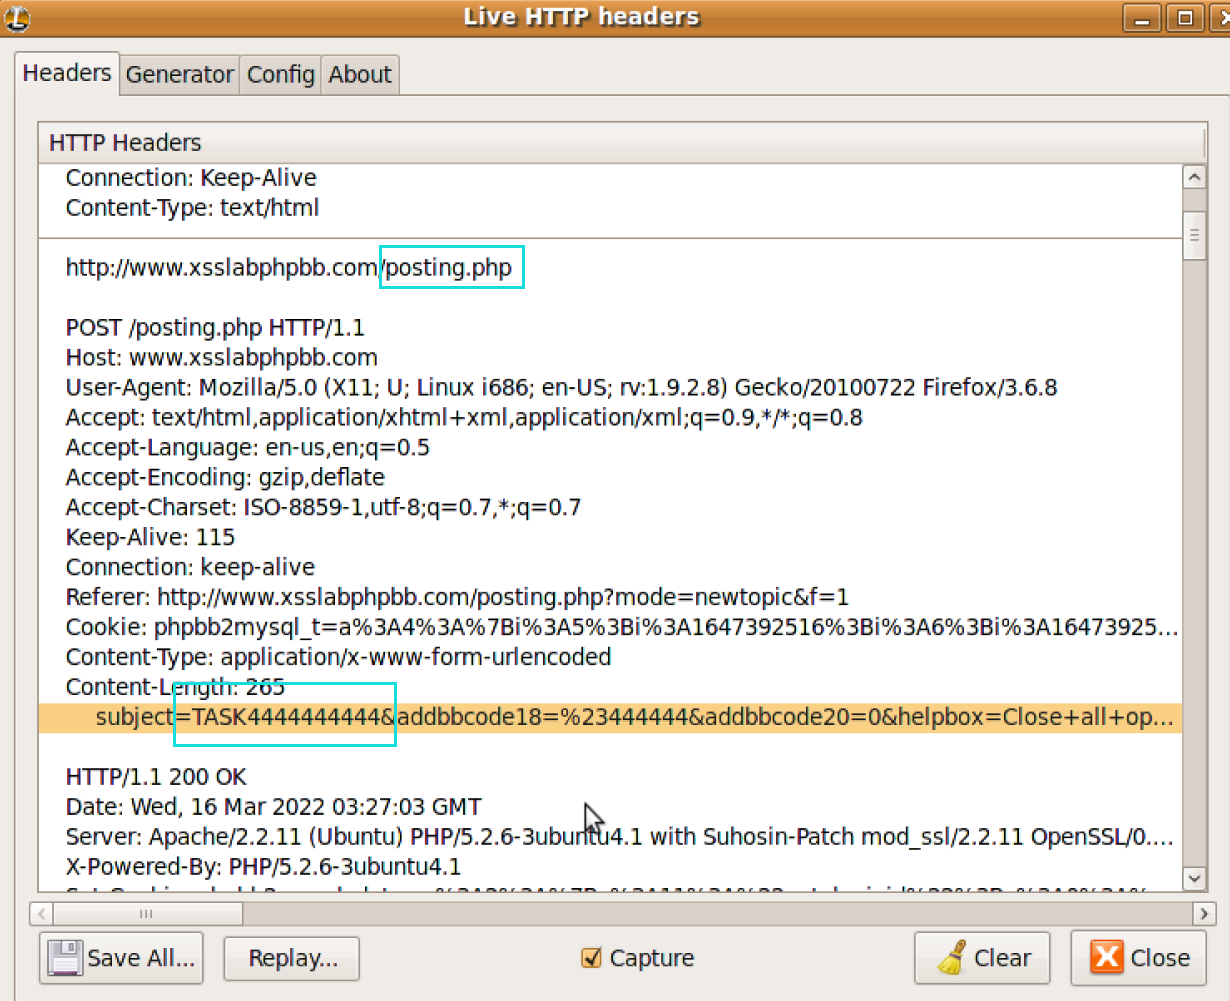 Live HTTP headers
Headers Generator Config About
HTTP Headers
Connection: Keep-Alive
Content-Type: text/html
http://www.xsslabphpbb.com/posting.php
POST /posting.php HTTP/1.1
Host: www.xsslabphpbb.com
User-Agent: Mozilla/5.0 (X11; U; Linux i686; en-US; rv:1.9.2.8) Gecko/20100722 Firefox/3.6.8
Accept: text/html,application/xhtml+xml,application/xml;q=0.9,*/*;q=0.8
Accept-Language: en-us,en;q=0.5
Accept-Encoding: gzip,deflate
Accept-Charset: ISO-8859-1,utf-8;q=0.7,*;q=0.7
Keep-Alive: 115
Connection: keep-alive
Referer: http://www.xsslabphpbb.com/posting.php?mode=newtopic&f=1
Cookie: phpbb2mysql_t=a%3A4%3A%7Bi%3A5%3Bi%3A1647392516%3Bi%3A6%3Bi%3A16473925...
Content-Type: application/x-www-form-urlencoded
Content-Length: 265
subject=TASK4444444444&addbbcode18=%23444444&addbbcode20=0&helpbox=Close+all+op...
HTTP/1.1 200 OK
Date: Wed, 16 Mar 2022 03:27:03 GMT
Server: Apache/2.2.11 (Ubuntu) PHP/5.2.6-3ubuntu4.1 with Suhosin-Patch mod_ssl/2.2.11 OpenSSL/0....
X-Powered-By: PHP/5.2.6-3ubuntu4.1
Save All... Replay... Capture Clear Close